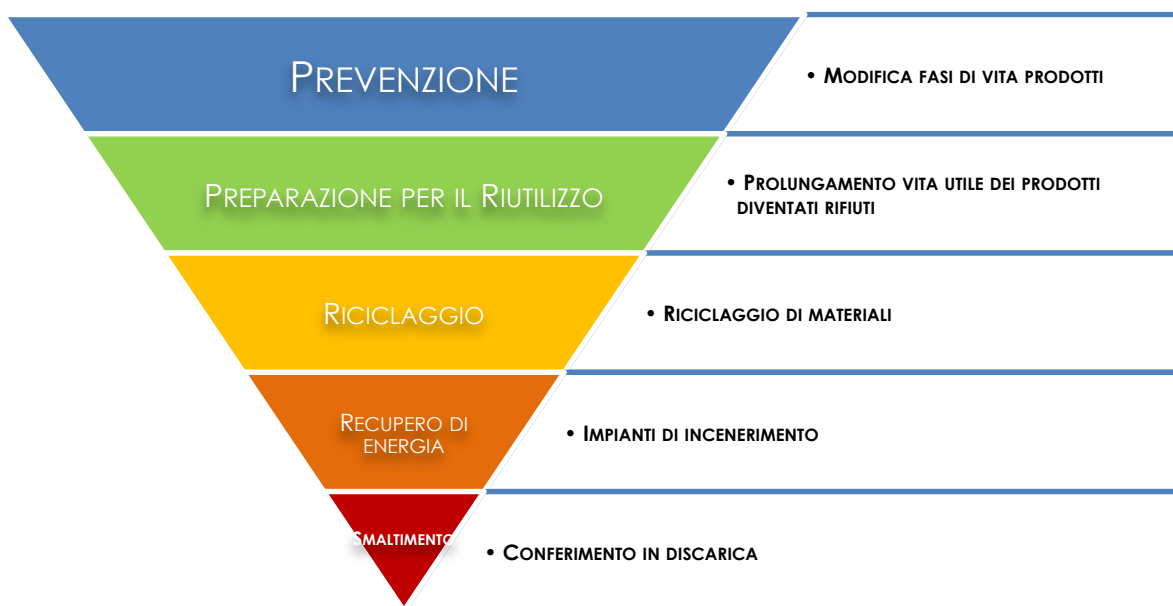 PREVENZIONE
• MODIFICA FASI DI VITA PRODOTTI
PREPARAZIONE PER IL RIUTILIZZO
• PROLUNGAMENTO VITA UTILE DEI PRODOTTI
DIVENTATI RIFIUTI
RICICLAGGIO
• RICICLAGGIO DI MATERIALI
RECUPERO DI
ENERGIA
• IMPIANTI DI INCENERIMENTO
SMALTIMENTO
• CONFERIMENTO IN DISCARICA